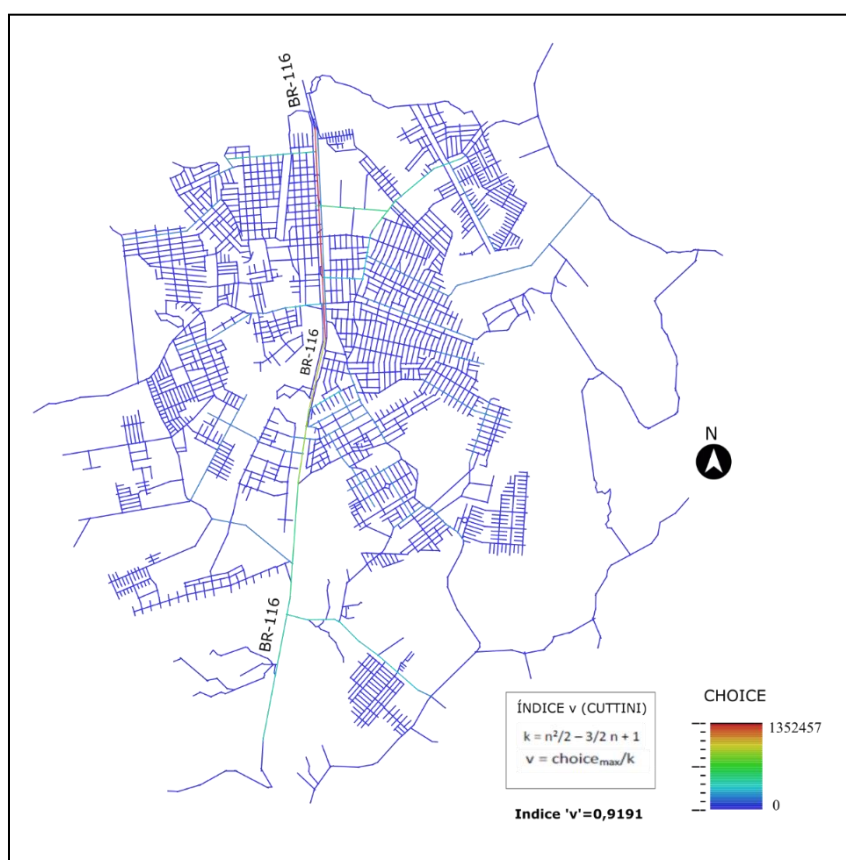 BR-116
BR-116
BR-116
N
ÍNDICE v (CUTTINI)
k = n²/2 – 3/2 n + 1
v = choiceₘₐₓ/k
Indice 'v'=0,9191
CHOICE
1352457
0